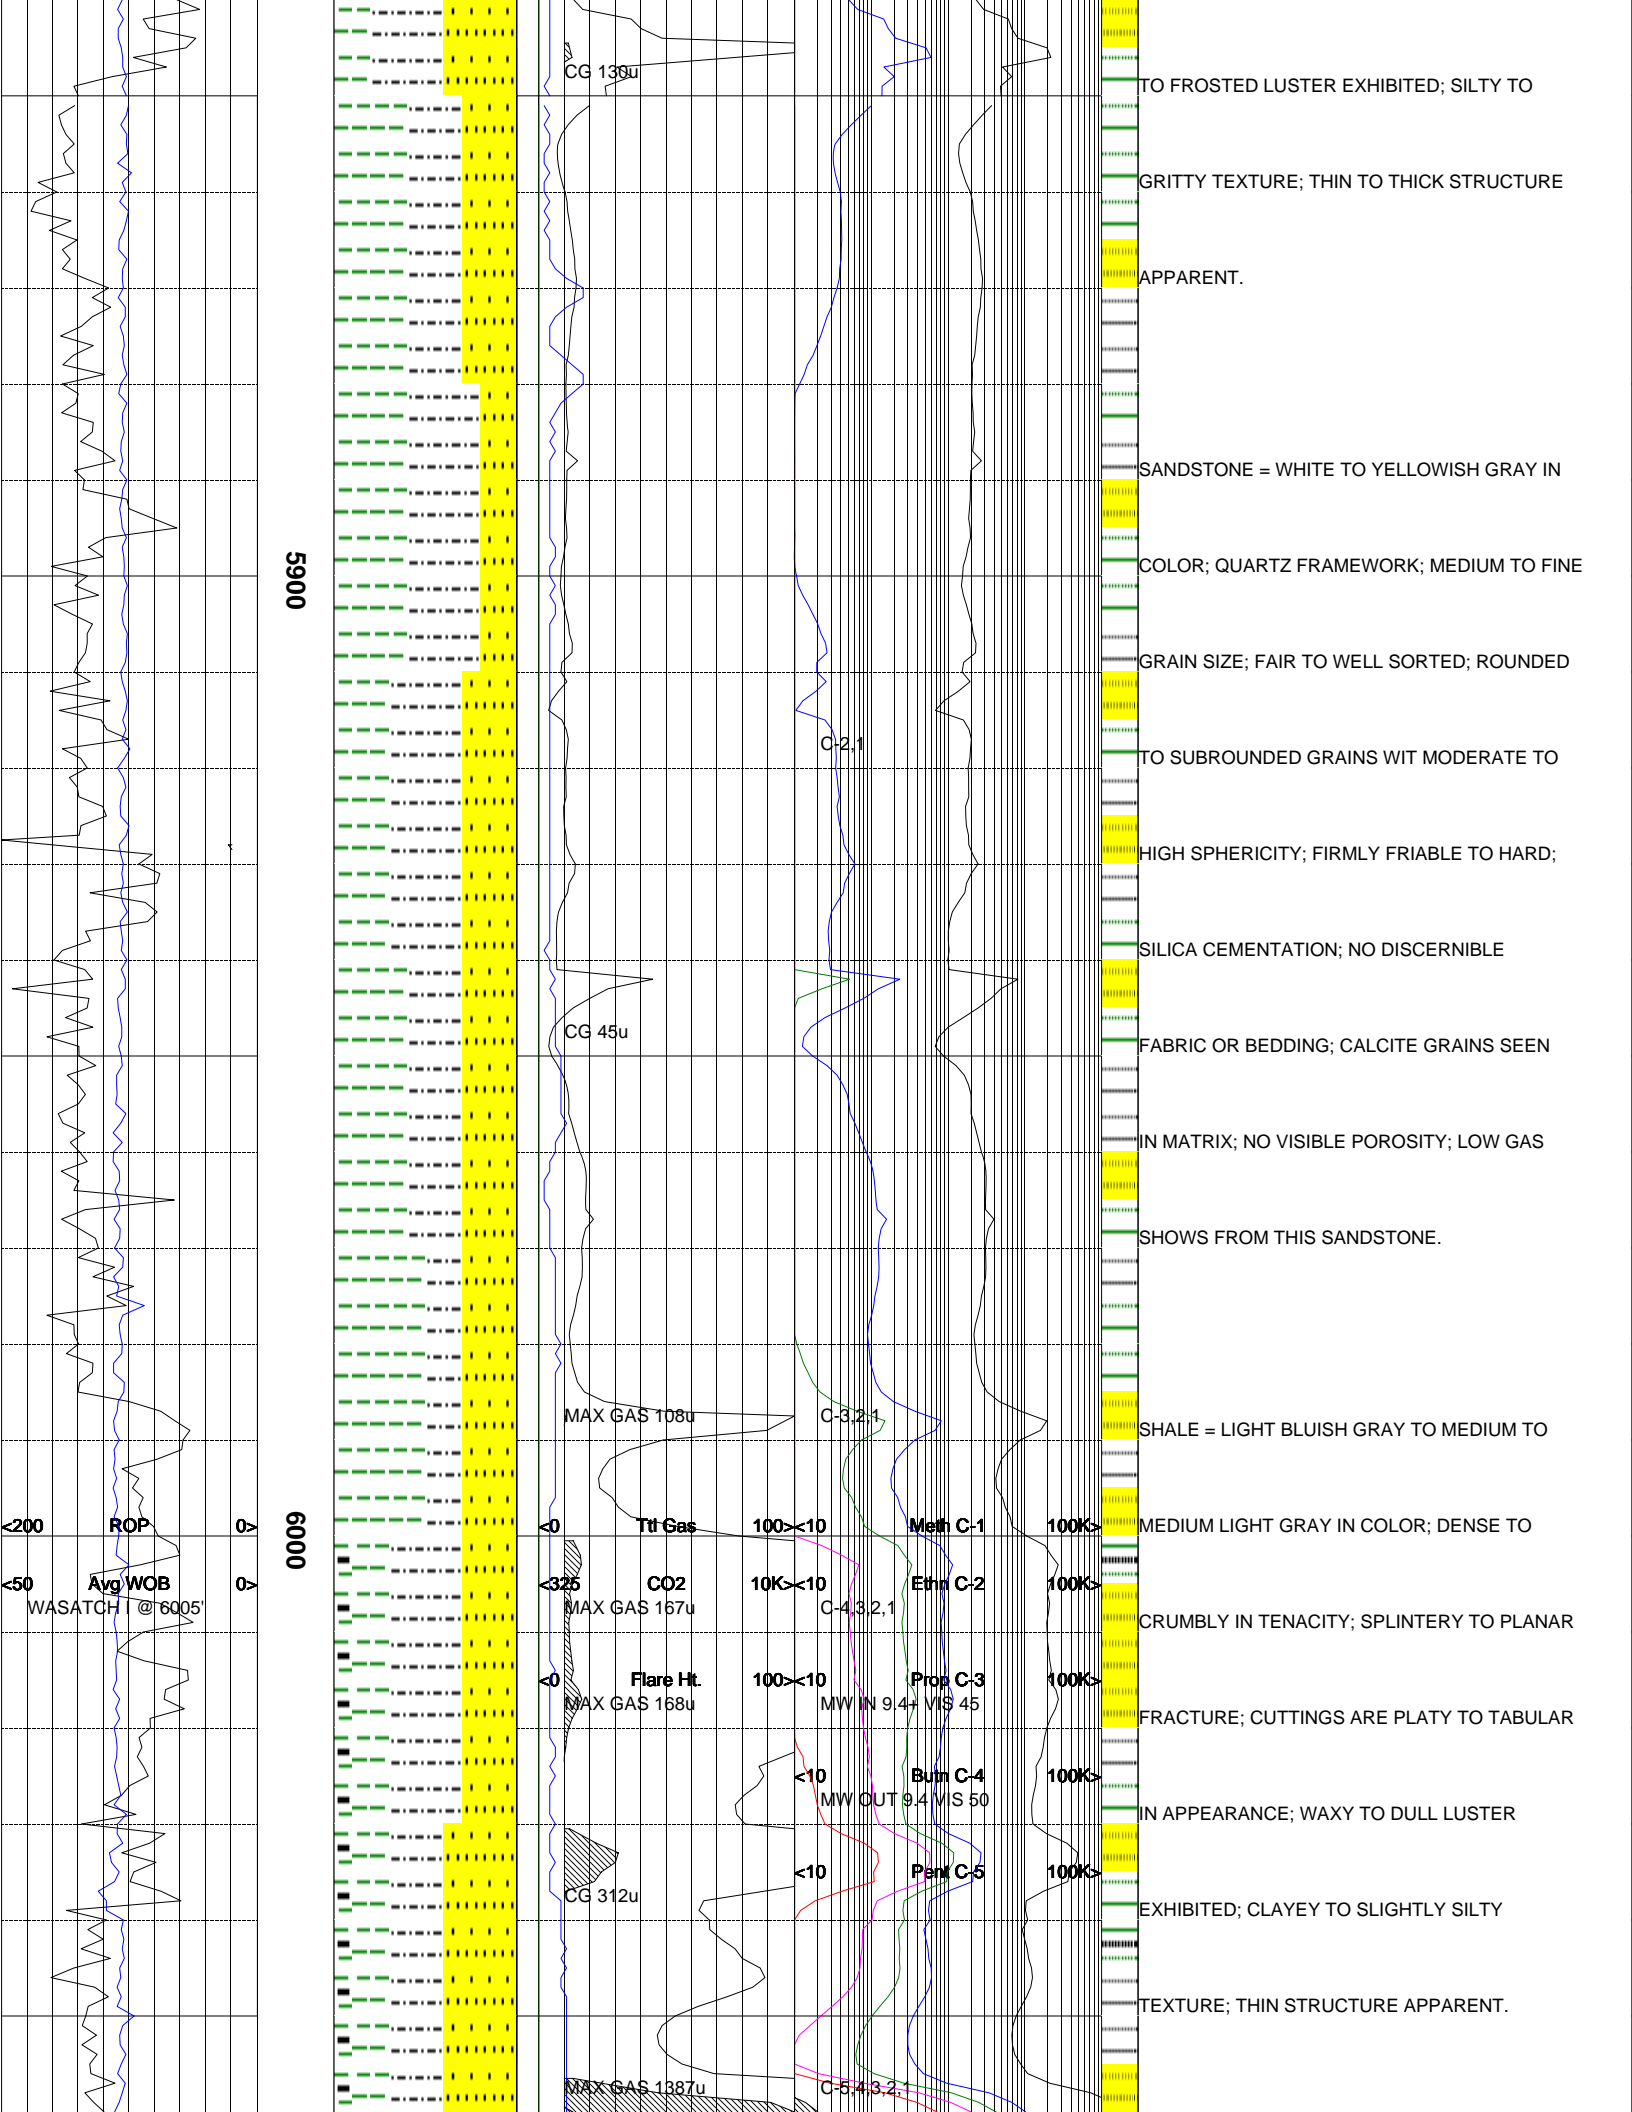 CG 130u
TO FROSTED LUSTER EXHIBITED; SILTY TO
GRITTY TEXTURE; THIN TO THICK STRUCTURE
APPARENT.
SANDSTONE = WHITE TO YELLOWISH GRAY IN
5900
COLOR; QUARTZ FRAMEWORK; MEDIUM TO FINE
GRAIN SIZE; FAIR TO WELL SORTED; ROUNDED
C-2,1
TO SUBROUNDED GRAINS WIT MODERATE TO
HIGH SPHERICITY; FIRMLY FRIABLE TO HARD;
SILICA CEMENTATION; NO DISCERNIBLE
CG 45u
FABRIC OR BEDDING; CALCITE GRAINS SEEN
IN MATRIX; NO VISIBLE POROSITY; LOW GAS
SHOWS FROM THIS SANDSTONE.
MAX GAS 108u C-3,2,1
SHALE = LIGHT BLUISH GRAY TO MEDIUM TO
6000
<200 ROP 0> <0 Ttl Gas 100> <10 Meth C-1 100K>
MEDIUM LIGHT GRAY IN COLOR; DENSE TO
<50 Avg WOB 0> <325 CO2 10K> <10 Ethn C-2 100K>
WASATCH I @ 6005' MAX GAS 167u C-4,3,2,1
CRUMBLY IN TENACITY; SPLINTERY TO PLANAR
<0 Flare Ht. 100> <10 Prop C-3 100K>
MAX GAS 168u MW IN 9.4+ VIS 45
FRACTURE; CUTTINGS ARE PLATY TO TABULAR
<10 Butn C-4 100K>
MW OUT 9.4 VIS 50
IN APPEARANCE; WAXY TO DULL LUSTER
<10 Pent C-5 100K>
CG 312u
EXHIBITED; CLAYEY TO SLIGHTLY SILTY
TEXTURE; THIN STRUCTURE APPARENT.
MAX GAS 1387u C-5,4,3,2,1